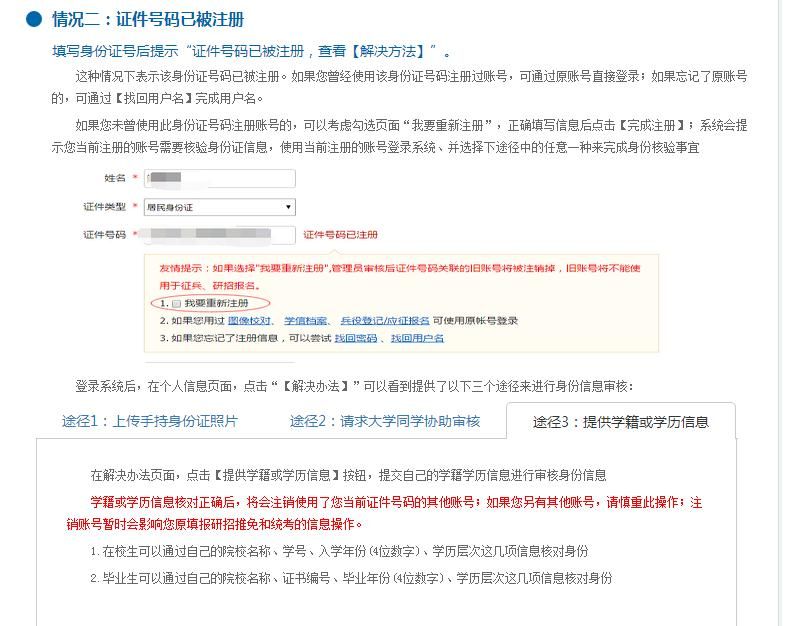 情况二：证件号码已被注册
填写身份证号后提示“证件号码已被注册，查看【解决方法】”。
这种情况下表示该身份证号码已被注册。如果您曾经使用该身份证号码注册过账号，可通过原账号直接登录；如果忘记了原账号
的，可通过【找回用户名】完成用户名。
如果您未曾使用此身份证号码注册账号的，可以考虑勾选页面“我要重新注册”，正确填写信息后点击【完成注册】；系统会提
示您当前注册的账号需要核验身份证信息，使用当前注册的账号登录系统、并选择下途径中的任意一种来完成身份核验事宜
姓名 *
证件类型 * 居民身份证
证件号码 * 证件号码已注册
友情提示：如果选择"我要重新注册",管理员审核后证件号码关联的旧账号将被注销掉，旧账号将不能使
用于征兵、研招报名。
1. 我要重新注册
2. 如果您用过 图像校对、 学信档案、 兵役登记/应征报名 可使用原帐号登录
3. 如果您忘记了注册信息，可以尝试 找回密码 、 找回用户名
登录系统后，在个人信息页面，点击“【解决办法】”可以看到提供了以下三个途径来进行身份信息审核：
途径1：上传手持身份证照片 途径2：请求大学同学协助审核 途径3：提供学籍或学历信息
在解决办法页面，点击【提供学籍或学历信息】按钮，提交自己的学籍学历信息进行审核身份信息
学籍或学历信息核对正确后，将会注销使用了您当前证件号码的其他账号；如果您另有其他账号，请慎重此操作；注
销账号暂时会影响您原填报研招推免和统考的信息操作。
1. 在校生可以通过自己的院校名称、学号、入学年份(4位数字)、学历层次这几项信息核对身份
2. 毕业生可以通过自己的院校名称、证书编号、毕业年份(4位数字)、学历层次这几项信息核对身份